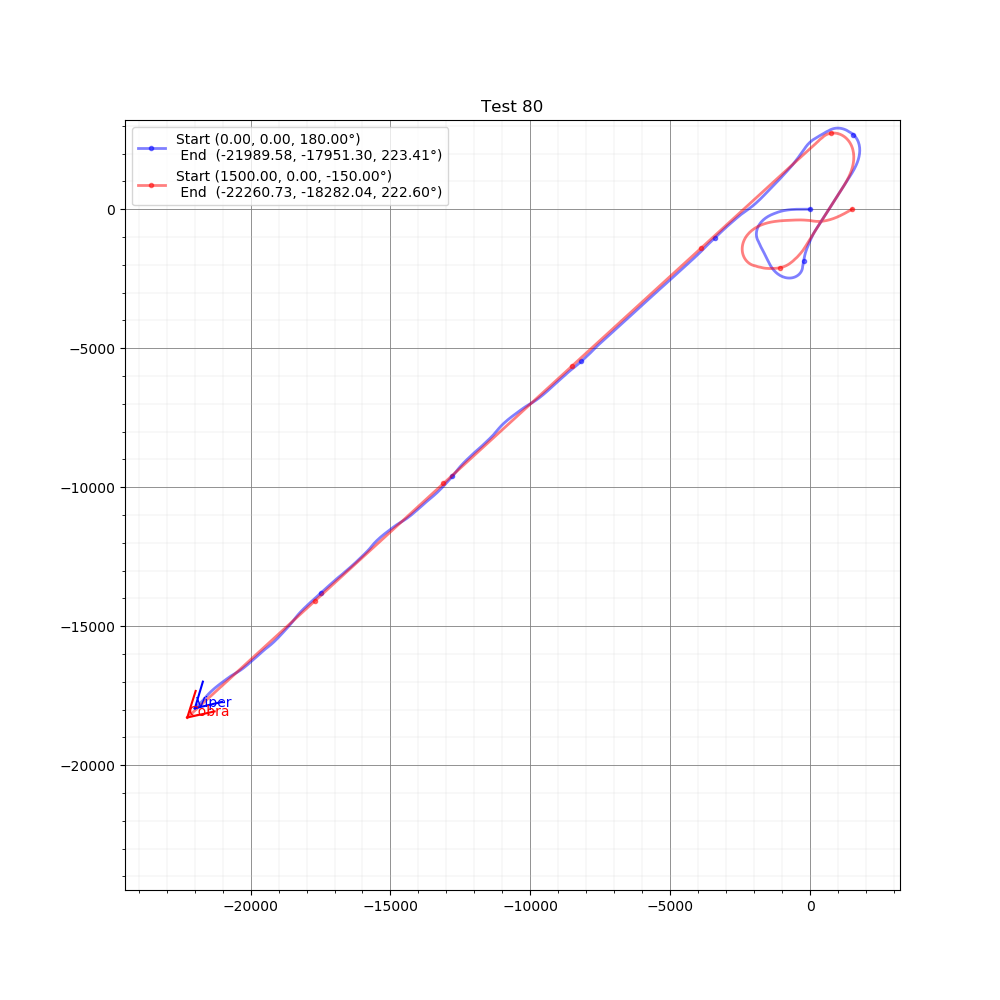 Test 80
Start (0.00, 0.00, 180.00°)
End (-21989.58, -17951.30, 223.41°)
Start (1500.00, 0.00, -150.00°)
End (-22260.73, -18282.04, 222.60°)
0
−5000
−10000
−15000
−20000
Viper
Cobra
−20000 −15000 −10000 −5000 0